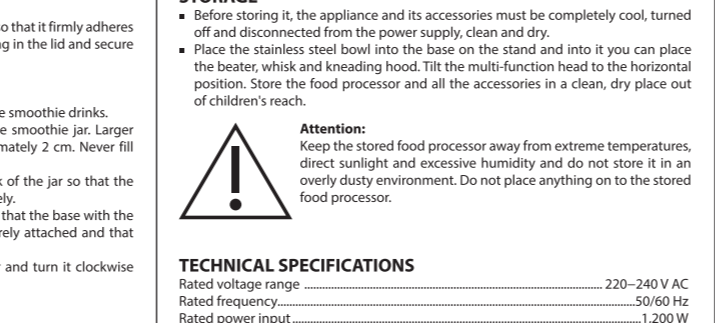 so that it firmly adheres
g in the lid and secure
e smoothie drinks.
e smoothie jar. Larger
mately 2 cm. Never fill
of the jar so that the
ely.
that the base with the
rely attached and that
and turn it clockwise
STORAGE
▪ Before storing it, the appliance and its accessories must be completely cool, turned
off and disconnected from the power supply, clean and dry.
▪ Place the stainless steel bowl into the base on the stand and into it you can place
the beater, whisk and kneading hood. Tilt the multi-function head to the horizontal
position. Store the food processor and all the accessories in a clean, dry place out
of children's reach.
Attention:
Keep the stored food processor away from extreme temperatures,
direct sunlight and excessive humidity and do not store it in an
overly dusty environment. Do not place anything on to the stored
food processor.
TECHNICAL SPECIFICATIONS
Rated voltage range ........ 220–240 V AC
Rated frequency........50/60 Hz
Rated power input........1,200 W